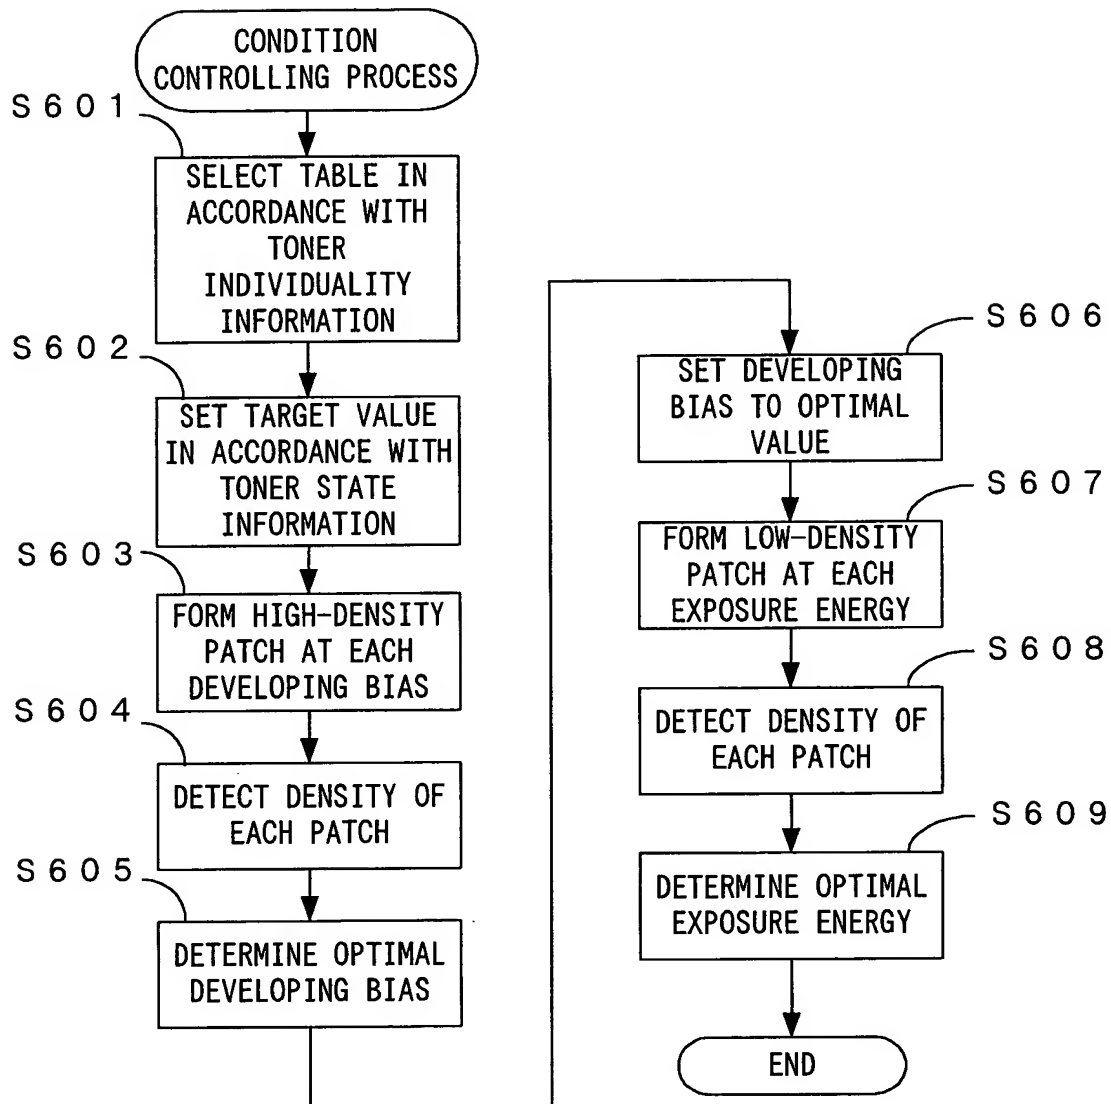 CONDITION
CONTROLLING PROCESS
S601
SELECT TABLE IN
ACCORDANCE WITH
TONER
INDIVIDUALITY
INFORMATION
S602
SET TARGET VALUE
IN ACCORDANCE WITH
TONER STATE
INFORMATION
S603
FORM HIGH-DENSITY
PATCH AT EACH
DEVELOPING BIAS
S604
DETECT DENSITY OF
EACH PATCH
S605
DETERMINE OPTIMAL
DEVELOPING BIAS
S606
SET DEVELOPING
BIAS TO OPTIMAL
VALUE
S607
FORM LOW-DENSITY
PATCH AT EACH
EXPOSURE ENERGY
S608
DETECT DENSITY OF
EACH PATCH
S609
DETERMINE OPTIMAL
EXPOSURE ENERGY
END